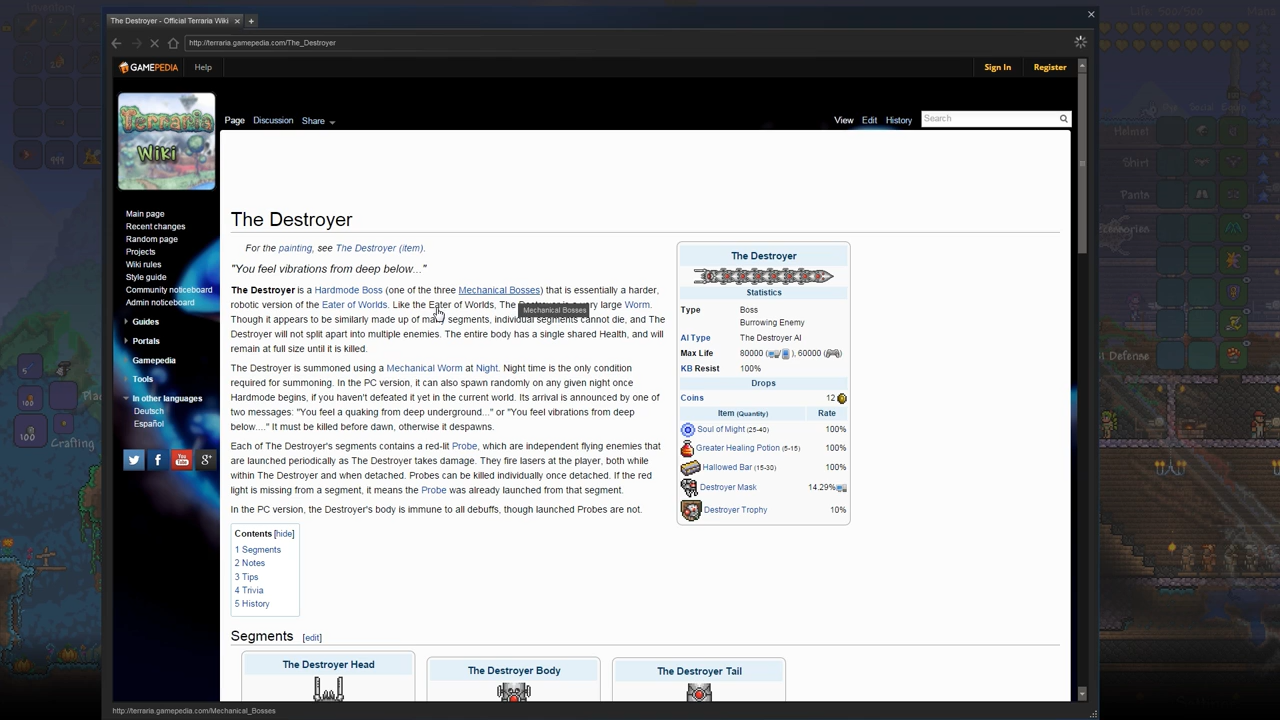 Inventory
Life 500/500
Mana
The Destroyer - Official Terraria Wiki
http://terraria.gamepedia.com/The_Destroyer
GAMEPEDIA
Help
Sign In
Register
Terraria
Wiki
Page
Discussion
Share
View
Edit
History
Search
Main page
Recent changes
Random page
Projects
Wiki rules
Style guide
Community noticeboard
Admin noticeboard
Guides
Portals
Gamepedia
Tools
In other languages
Deutsch
Español
The Destroyer
For the painting, see The Destroyer (item).
"You feel vibrations from deep below..."
The Destroyer is a Hardmode Boss (one of the three Mechanical Bosses) that is essentially a harder,
robotic version of the Eater of Worlds. Like the Eater of Worlds, The Destroyer is a very large Worm.
Though it appears to be similarly made up of many segments, individual segments cannot die, and The
Destroyer will not split apart into multiple enemies. The entire body has a single shared Health, and will
remain at full size until it is killed.
Mechanical Bosses
The Destroyer is summoned using a Mechanical Worm at Night. Night time is the only condition
required for summoning. In the PC version, it can also spawn randomly on any given night once
Hardmode begins, if you haven't defeated it yet in the current world. Its arrival is announced by one of
two messages: "You feel a quaking from deep underground..." or "You feel vibrations from deep
below...." It must be killed before dawn, otherwise it despawns.
Each of The Destroyer's segments contains a red-lit Probe, which are independent flying enemies that
are launched periodically as The Destroyer takes damage. They fire lasers at the player, both while
within The Destroyer and when detached. Probes can be killed individually once detached. If the red
light is missing from a segment, it means the Probe was already launched from that segment.
In the PC version, the Destroyer's body is immune to all debuffs, though launched Probes are not.
The Destroyer
Statistics
Type Boss
Burrowing Enemy
AI Type The Destroyer AI
Max Life 80000 ( ), 60000 ( )
KB Resist 100%
Drops
Coins 12
Item (Quantity) Rate
Soul of Might (25-40) 100%
Greater Healing Potion (5-15) 100%
Hallowed Bar (15-30) 100%
Destroyer Mask 14.29%
Destroyer Trophy 10%
Contents [hide]
1 Segments
2 Notes
3 Tips
4 Trivia
5 History
Segments [edit]
The Destroyer Head
The Destroyer Body
The Destroyer Tail
http://terraria.gamepedia.com/Mechanical_Bosses
Helmet
Shirt
Pants
Defense
999
5
100
100
Crafting